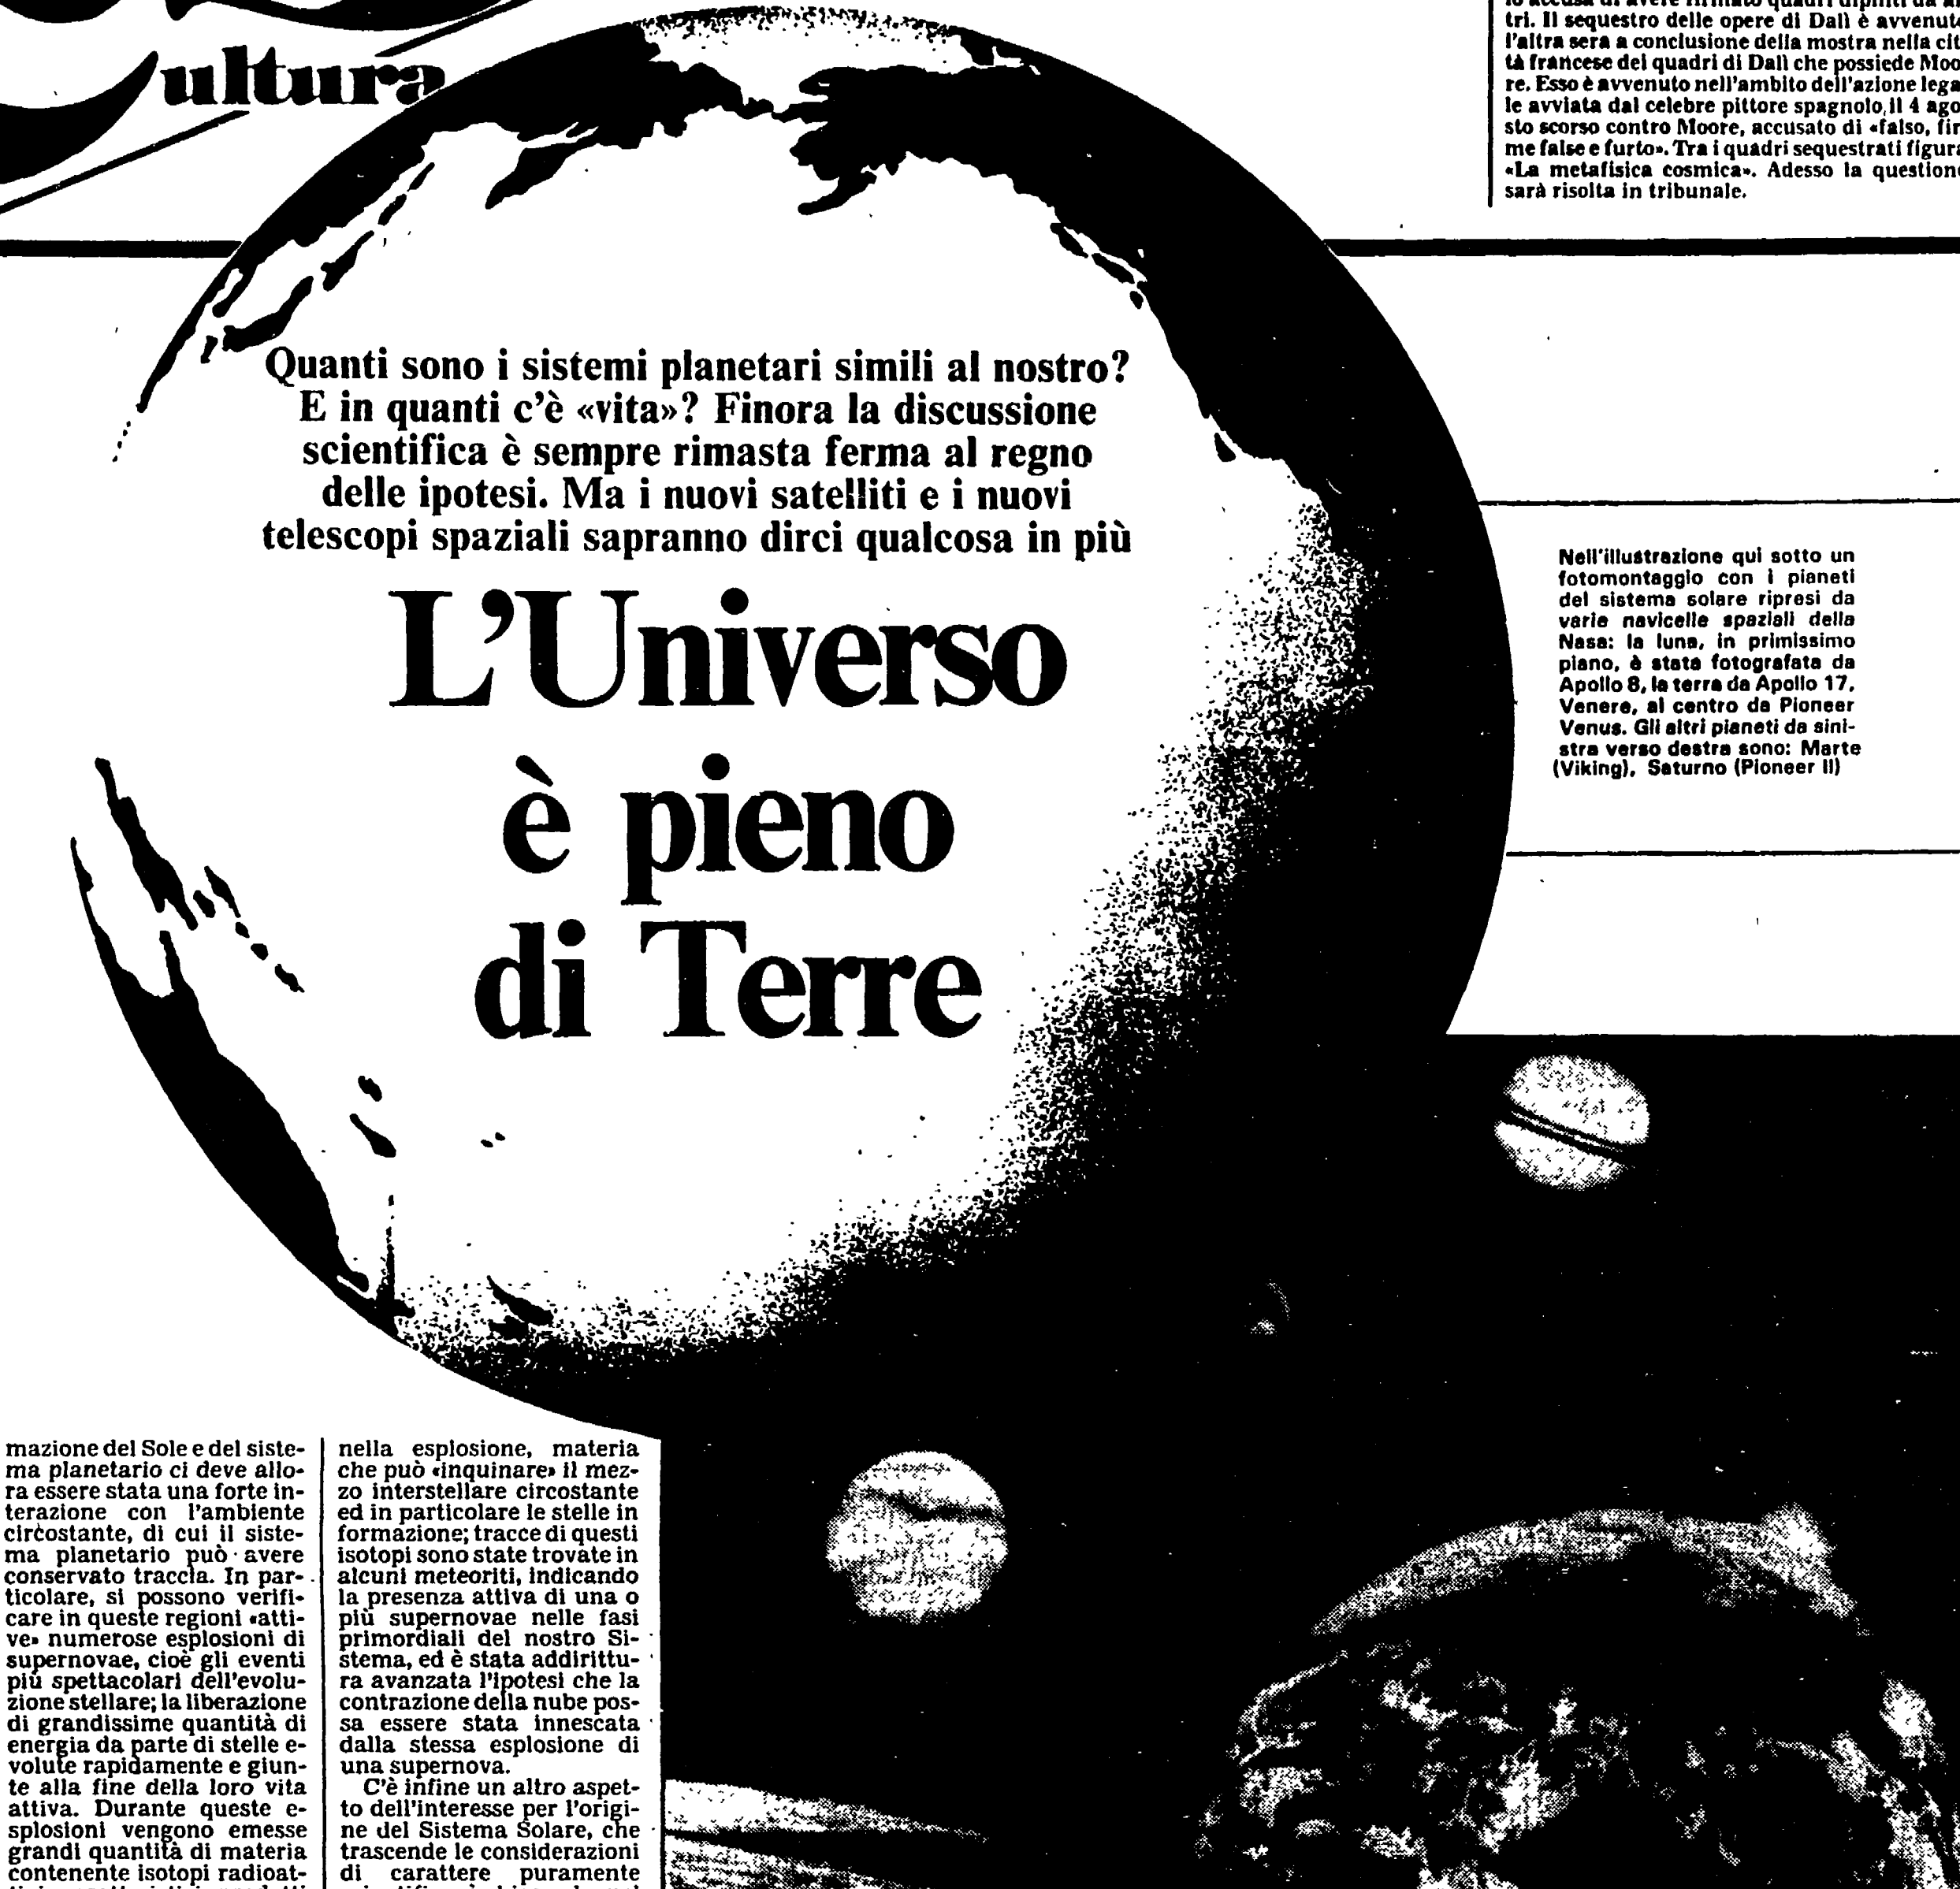 ultura
tri. Il sequestro delle opere di Dalì è avvenuto
l'altra sera a conclusione della mostra nella cit
tà francese dei quadri di Dalì che possiede Moo
re. Esso è avvenuto nell'ambito dell'azione lega
le avviata dal celebre pittore spagnolo, il 4 ago
sto scorso contro Moore, accusato di «falso, fir
me false e furto». Tra i quadri sequestrati figura
«La metafisica cosmica». Adesso la questione
sarà risolta in tribunale.
Quanti sono i sistemi planetari simili al nostro?
E in quanti c'è «vita»? Finora la discussione
scientifica è sempre rimasta ferma al regno
delle ipotesi. Ma i nuovi satelliti e i nuovi
telescopi spaziali sapranno dirci qualcosa in più
L'Universo
è pieno
di Terre
Nell'illustrazione qui sotto un
fotomontaggio con i pianeti
del sistema solare ripresi da
varie navicelle spaziali della
Nasa: la luna, in primissimo
piano, è stata fotografata da
Apollo 8, la terra da Apollo 17,
Venere, al centro da Pioneer
Venus. Gli altri pianeti da sini-
stra verso destra sono: Marte
(Viking), Saturno (Pioneer II)
mazione del Sole e del siste-
ma planetario ci deve allo-
ra essere stata una forte in-
terazione con l'ambiente
circostante, di cui il siste-
ma planetario può avere
conservato traccia. In par-
ticolare, si possono verifi-
care in queste regioni «atti-
ve» numerose esplosioni di
supernovae, cioè gli eventi
più spettacolari dell'evolu-
zione stellare; la liberazione
di grandissime quantità di
energia da parte di stelle e-
volute rapidamente e giun-
te alla fine della loro vita
attiva. Durante queste e-
splosioni vengono emesse
grandi quantità di materia
contenente isotopi radioat-
nella esplosione, materia
che può «inquinare» il mez-
zo interstellare circostante
ed in particolare le stelle in
formazione; tracce di questi
isotopi sono state trovate in
alcuni meteoriti, indicando
la presenza attiva di una o
più supernovae nelle fasi
primordiali del nostro Si-
stema, ed è stata addirittu-
ra avanzata l'ipotesi che la
contrazione della nube pos-
sa essere stata innescata
dalla stessa esplosione di
una supernova.
C'è infine un altro aspet-
to dell'interesse per l'origi-
ne del Sistema Solare, che
trascende le considerazioni
di carattere puramente